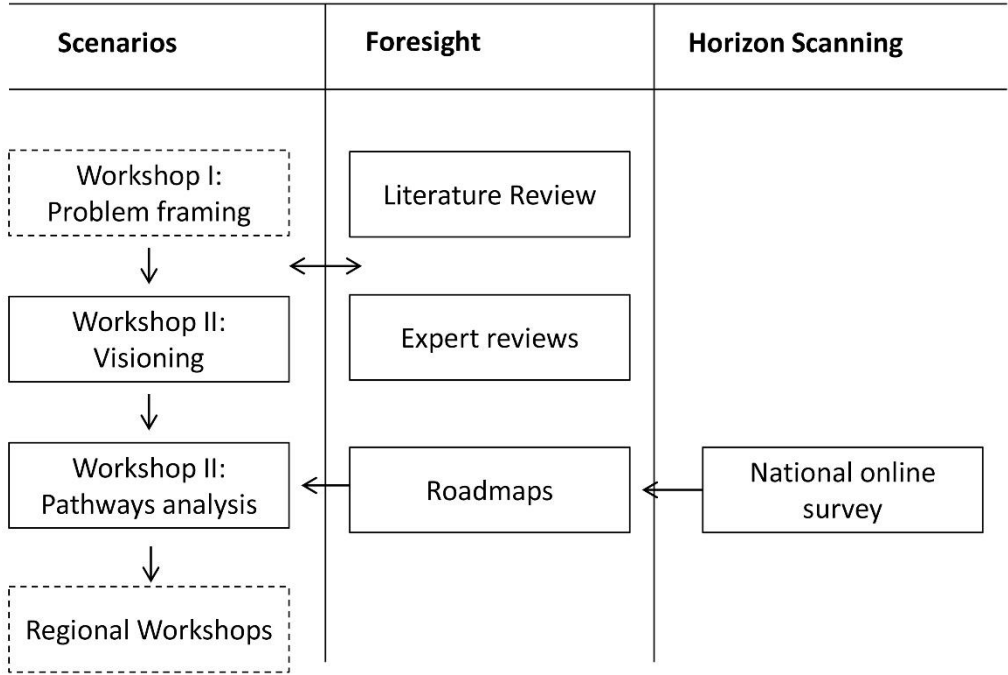 Scenarios
Foresight
Horizon Scanning
Workshop I:
Problem framing
Literature Review
Workshop II:
Visioning
Expert reviews
Workshop II:
Pathways analysis
Roadmaps
National online
survey
Regional Workshops